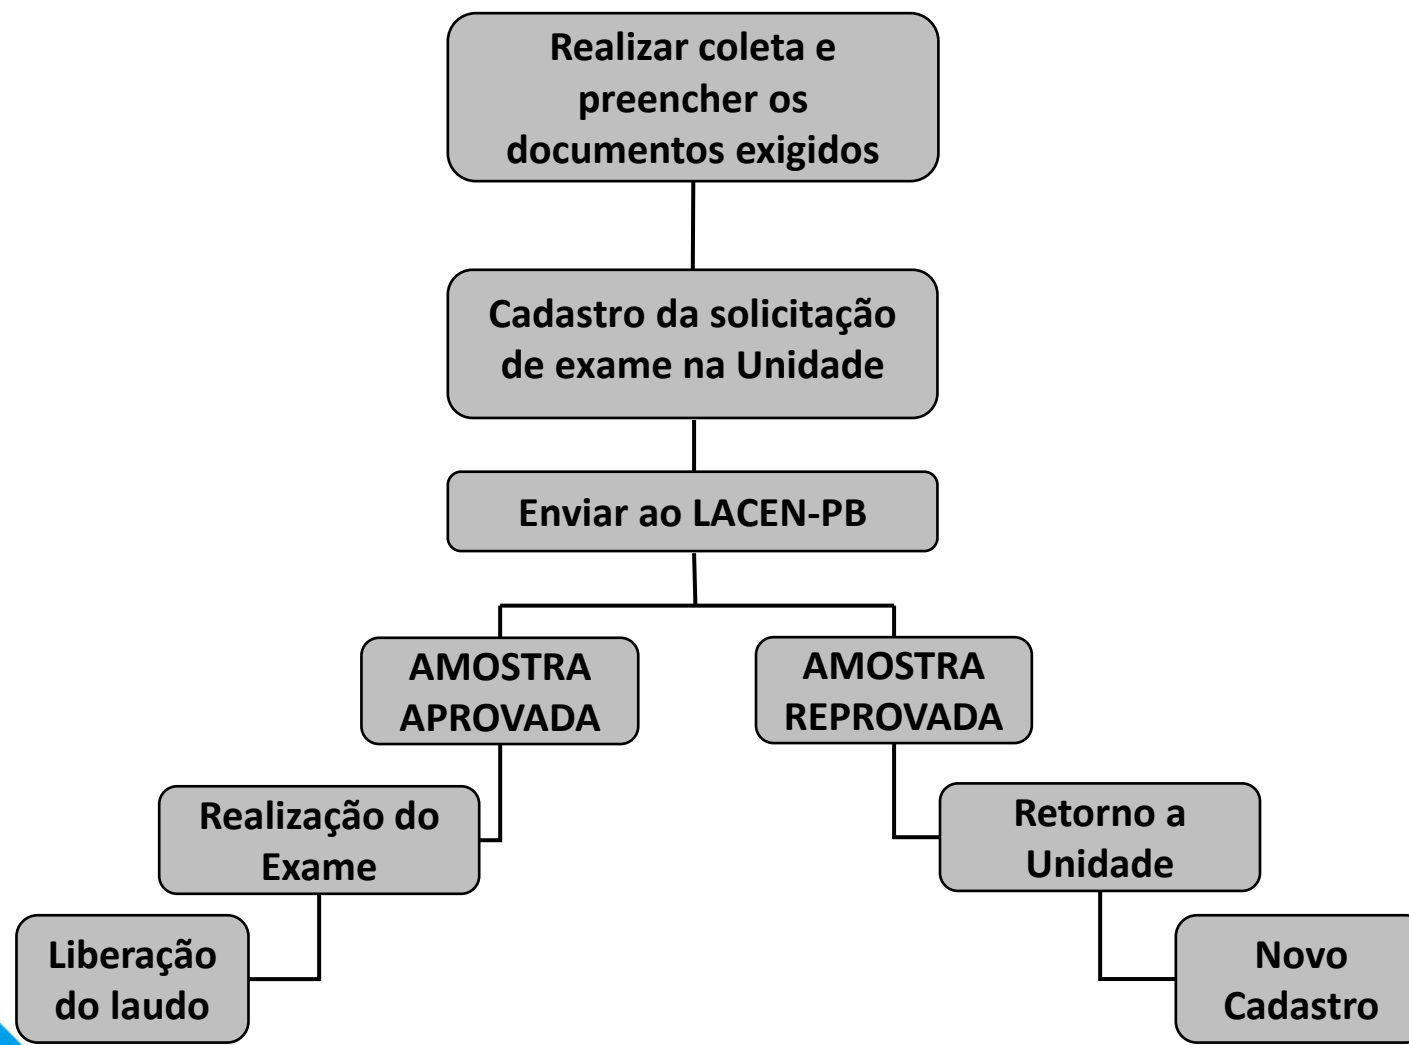 Realizar coleta e
preencher os
documentos exigidos
Cadastro da solicitação
de exame na Unidade
Enviar ao LACEN-PB
AMOSTRA
APROVADA
AMOSTRA
REPROVADA
Realização do
Exame
Retorno a
Unidade
Liberação
do laudo
Novo
Cadastro